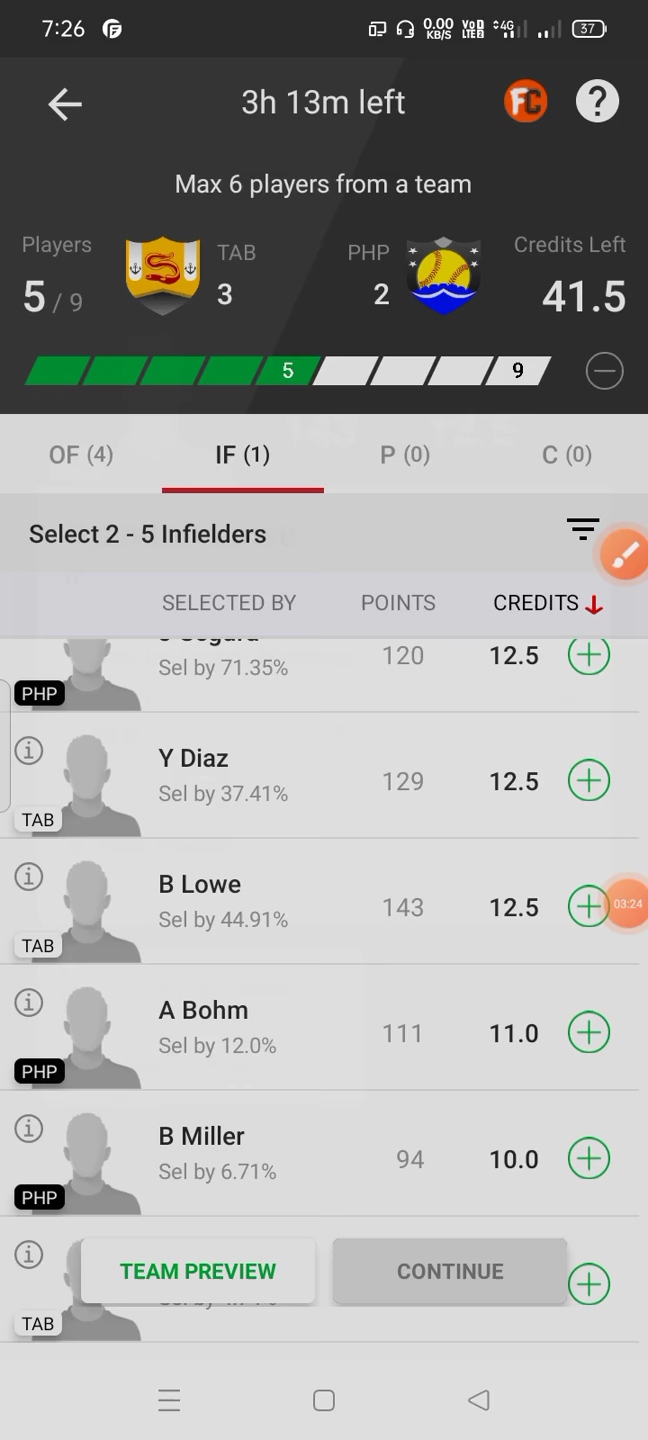 7:26
0.00
KB/S
VoD
LTE2
4G
37
3h 13m left
FC
?
Max 6 players from a team
Players
TAB
PHP
Credits Left
5 / 9
3
2
41.5
5
9
OF (4)
IF (1)
P (0)
C (0)
Select 2 - 5 Infielders
SELECTED BY
POINTS
CREDITS
Sel by 71.35%
120
12.5
PHP
Y Diaz
Sel by 37.41%
129
12.5
TAB
B Lowe
Sel by 44.91%
143
12.5
03:24
TAB
A Bohm
Sel by 12.0%
111
11.0
PHP
B Miller
Sel by 6.71%
94
10.0
PHP
TEAM PREVIEW
CONTINUE
TAB